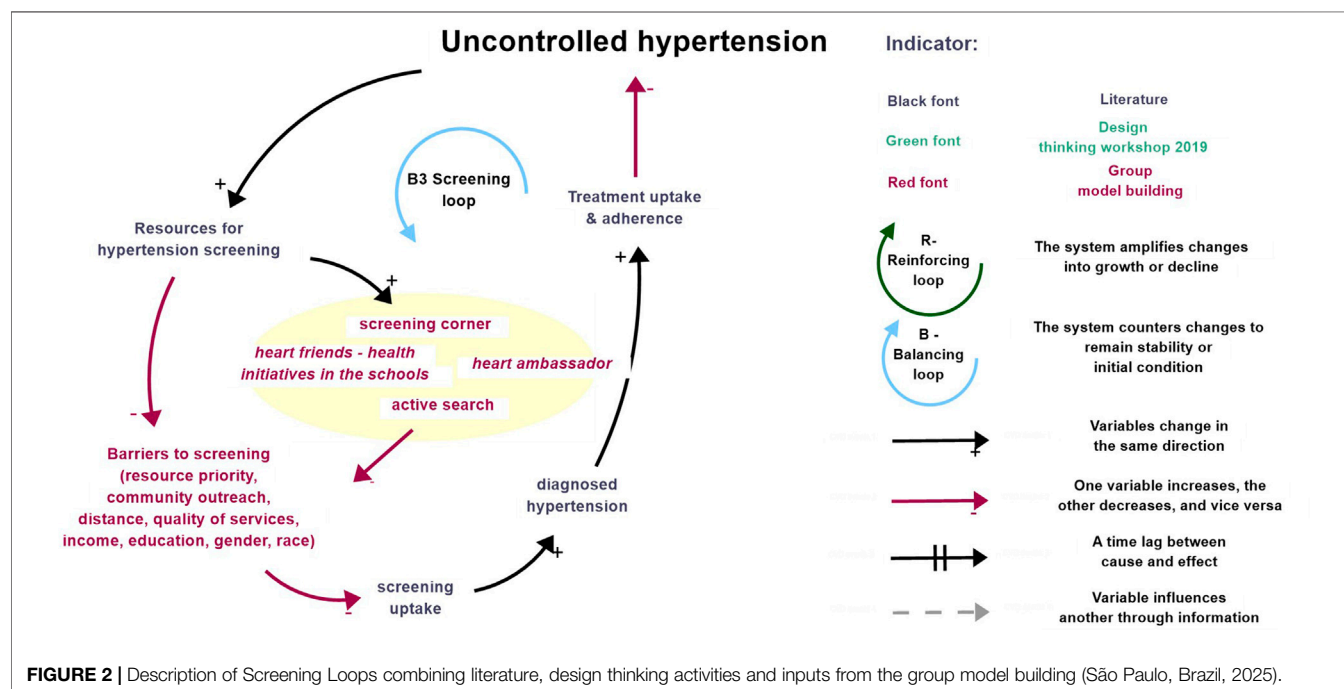 Uncontrolled hypertension
+
B3 Screening
loop
-
Treatment uptake
& adherence
Resources for
hypertension screening
+
+
screening corner
heart friends - health
initiatives in the schools
heart ambassador
active search
-
-
Barriers to screening
(resource priority,
community outreach,
distance, quality of services,
income, education, gender, race)
-
screening
uptake
+
diagnosed
hypertension
Indicator:
Black font
Literature
Green font
Design
thinking workshop 2019
Red font
Group
model building
R-
Reinforcing
loop
The system amplifies changes
into growth or decline
B -
Balancing
loop
The system counters changes to
remain stability or
initial condition
+
Variables change in
the same direction
-
One variable increases, the
other decreases, and vice versa
A time lag between
cause and effect
Variable influences
another through information
FIGURE 2 | Description of Screening Loops combining literature, design thinking activities and inputs from the group model building (São Paulo, Brazil, 2025).